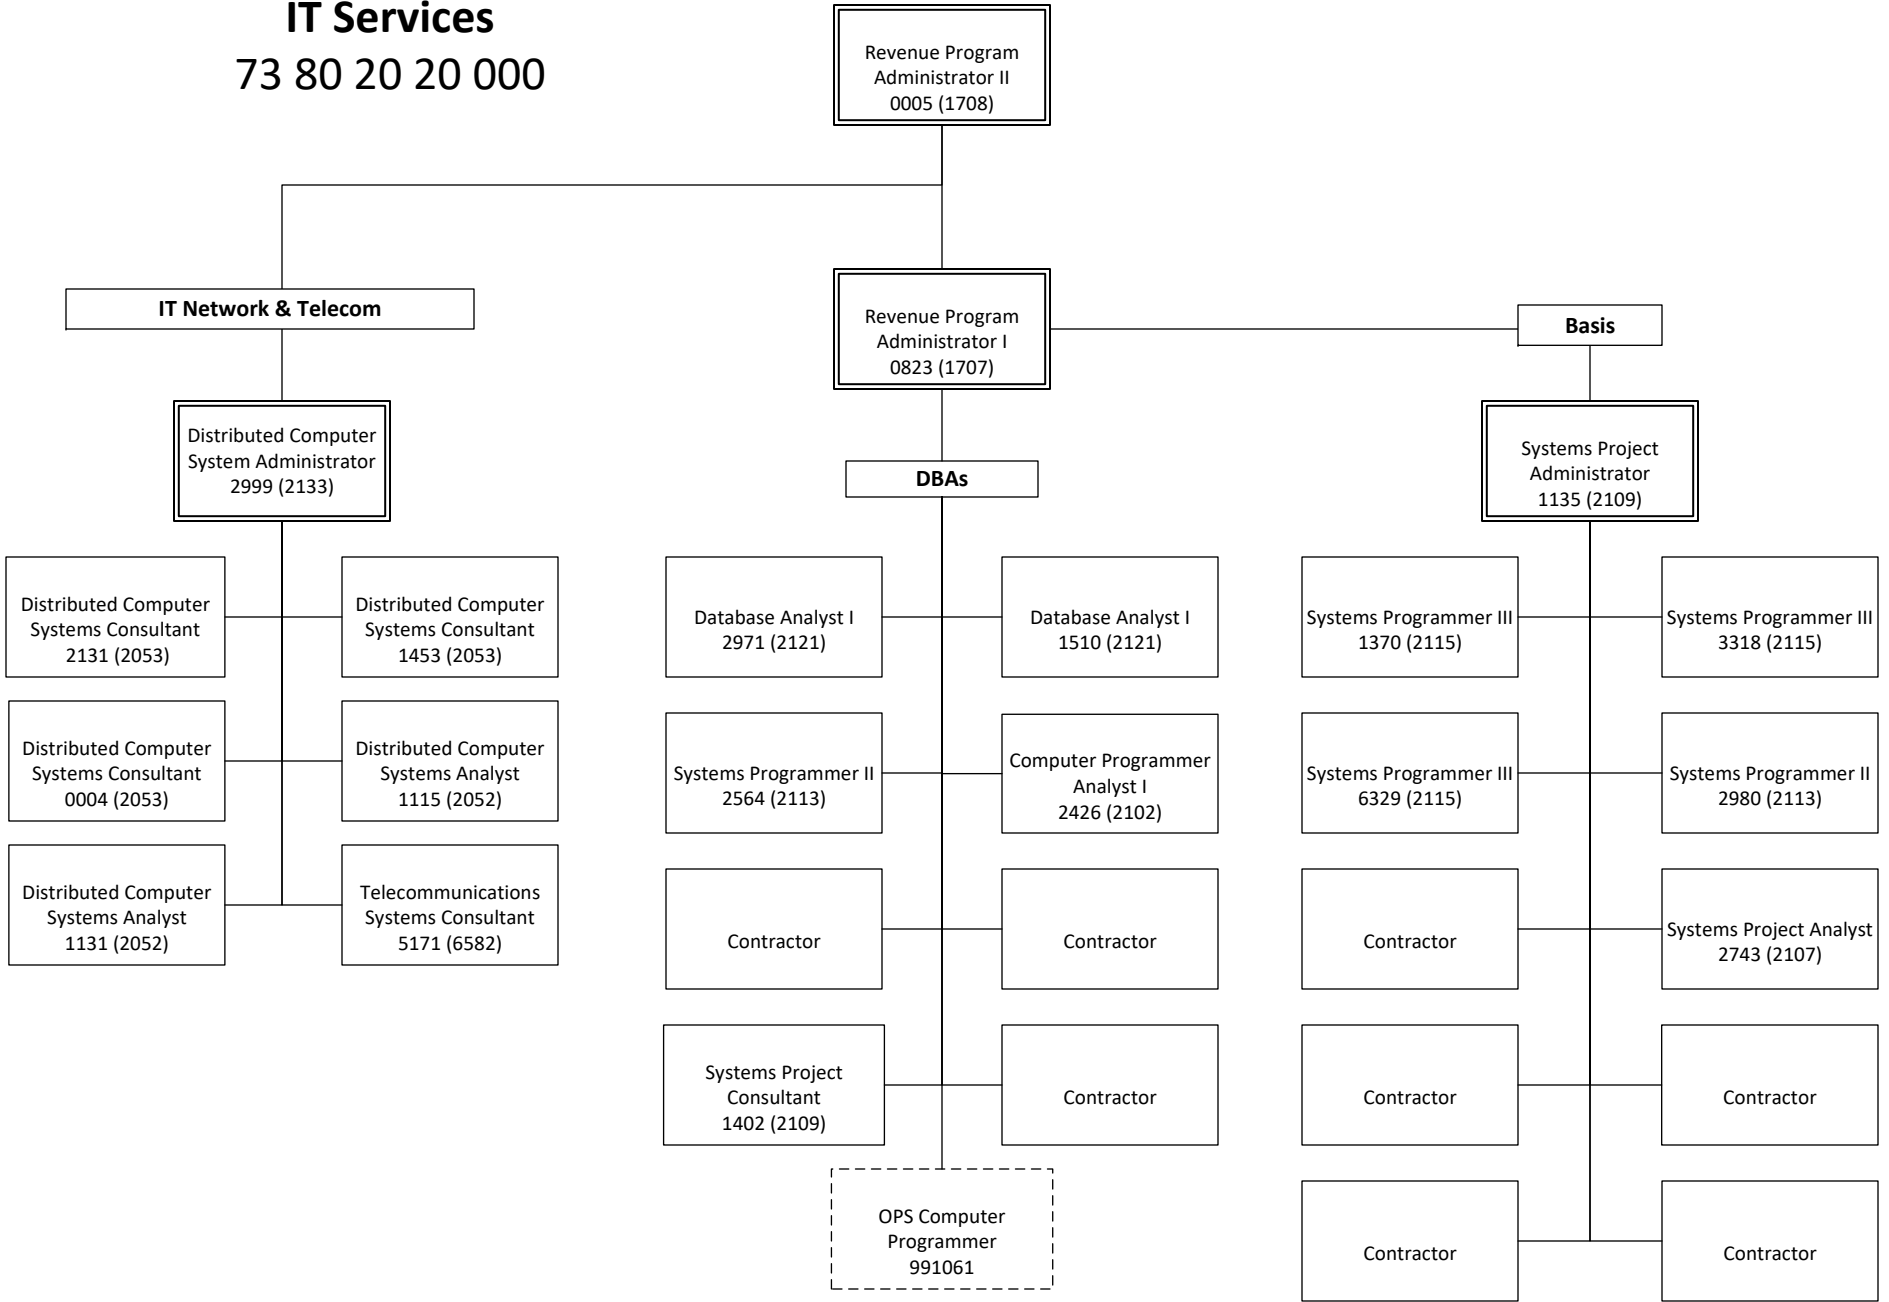 IT Services
73 80 20 20 000
Revenue Program
Administrator II
0005 (1708)
IT Network & Telecom
Revenue Program
Administrator I
0823 (1707)
Basis
Distributed Computer
System Administrator
2999 (2133)
DBAs
Systems Project
Administrator
1135 (2109)
Distributed Computer
Systems Consultant
2131 (2053)
Distributed Computer
Systems Consultant
1453 (2053)
Database Analyst I
2971 (2121)
Database Analyst I
1510 (2121)
Systems Programmer III
1370 (2115)
Systems Programmer III
3318 (2115)
Distributed Computer
Systems Consultant
0004 (2053)
Distributed Computer
Systems Analyst
1115 (2052)
Systems Programmer II
2564 (2113)
Computer Programmer
Analyst I
2426 (2102)
Systems Programmer III
6329 (2115)
Systems Programmer II
2980 (2113)
Distributed Computer
Systems Analyst
1131 (2052)
Telecommunications
Systems Consultant
5171 (6582)
Contractor
Contractor
Contractor
Systems Project Analyst
2743 (2107)
Systems Project
Consultant
1402 (2109)
Contractor
Contractor
Contractor
OPS Computer
Programmer
991061
Contractor
Contractor